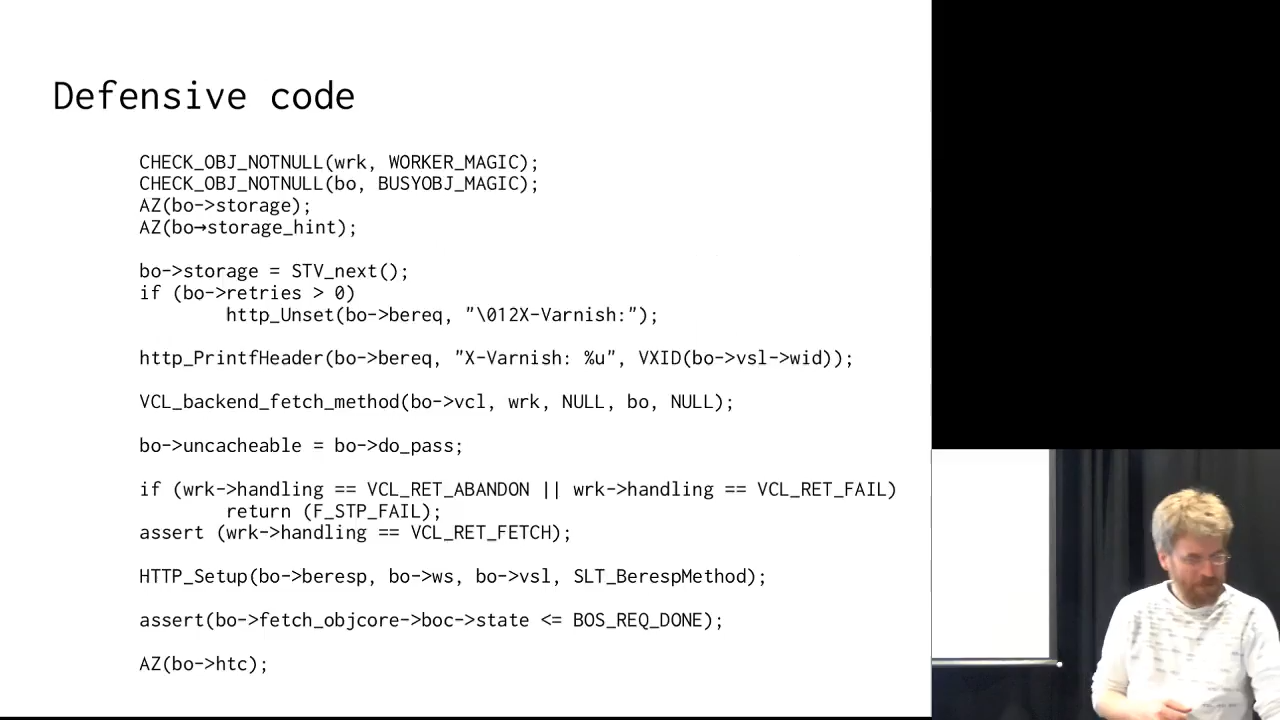 Defensive code
CHECK_OBJ_NOTNULL(wrk, WORKER_MAGIC);
CHECK_OBJ_NOTNULL(bo, BUSYOBJ_MAGIC);
AZ(bo->storage);
AZ(bo→storage_hint);
bo->storage = STV_next();
if (bo->retries > 0)
http_Unset(bo->bereq, "\012X-Varnish:");
http_PrintfHeader(bo->bereq, "X-Varnish: %u", VXID(bo->vsl->wid));
VCL_backend_fetch_method(bo->vcl, wrk, NULL, bo, NULL);
bo->uncacheable = bo->do_pass;
if (wrk->handling == VCL_RET_ABANDON || wrk->handling == VCL_RET_FAIL)
return (F_STP_FAIL);
assert (wrk->handling == VCL_RET_FETCH);
HTTP_Setup(bo->beresp, bo->ws, bo->vsl, SLT_BerespMethod);
assert(bo->fetch_objcore->boc->state <= BOS_REQ_DONE);
AZ(bo->htc);